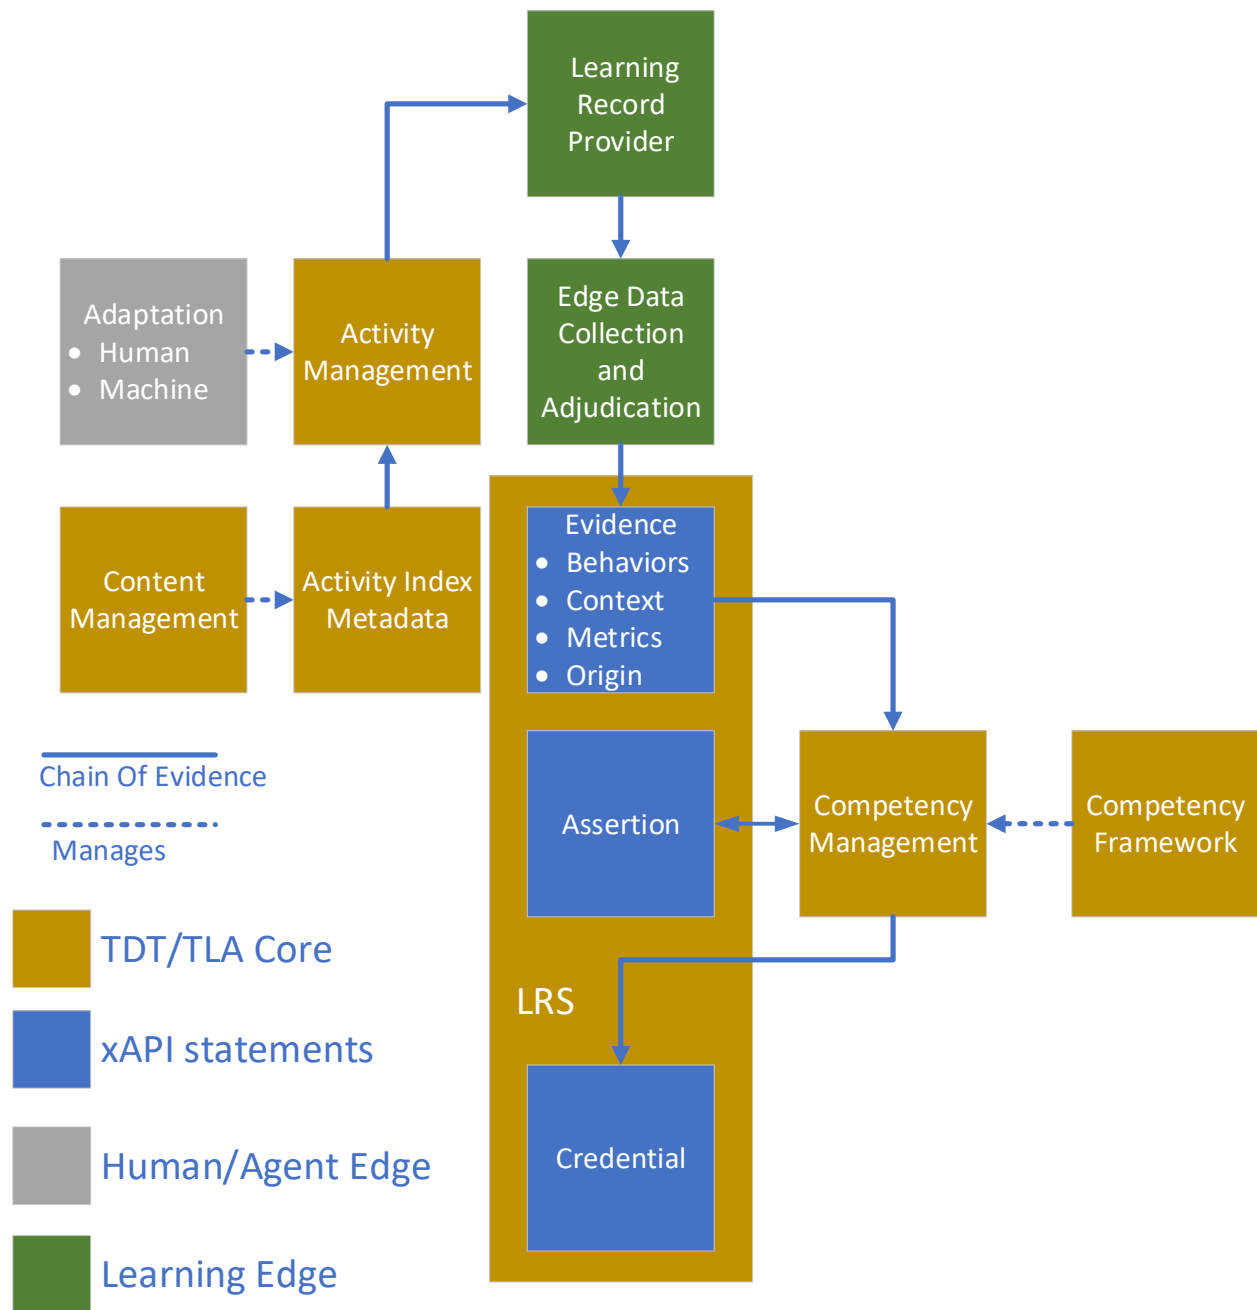 Learning
Record
Provider
Adaptation
• Human
• Machine
Activity
Management
Edge Data
Collection
and
Adjudication
Content
Management
Activity Index
Metadata
Evidence
• Behaviors
• Context
• Metrics
• Origin
Chain Of Evidence
Manages
Assertion
Competency
Management
Competency
Framework
LRS
Credential
TDT/TLA Core
xAPI statements
Human/Agent Edge
Learning Edge